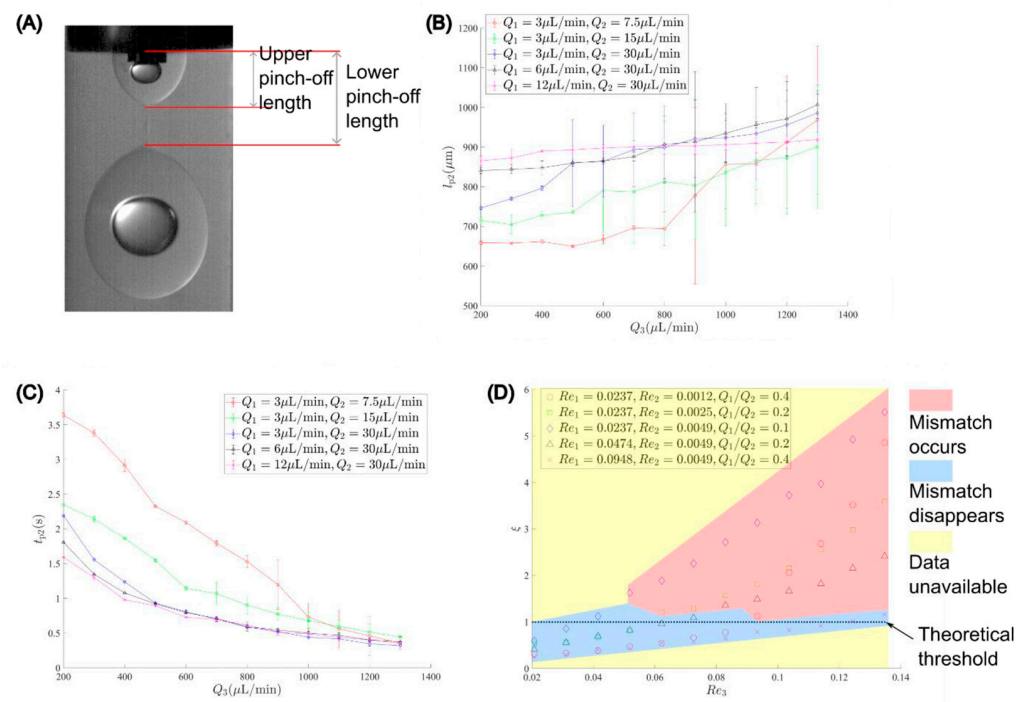 (A)
Upper
pinch-off
length
Lower
pinch-off
length
(B)
Q₁ = 3μL/min, Q₂ = 7.5μL/min
Q₁ = 3μL/min, Q₂ = 15μL/min
Q₁ = 3μL/min, Q₂ = 30μL/min
Q₁ = 6μL/min, Q₂ = 30μL/min
Q₁ = 12μL/min, Q₂ = 30μL/min
1200
1100
1000
900
800
700
600
500
l_p2(μm)
200 400 600 800 1000 1200 1400
Q₃(μL/min)
(C)
Q₁ = 3μL/min, Q₂ = 7.5μL/min
Q₁ = 3μL/min, Q₂ = 15μL/min
Q₁ = 3μL/min, Q₂ = 30μL/min
Q₁ = 6μL/min, Q₂ = 30μL/min
Q₁ = 12μL/min, Q₂ = 30μL/min
4
3.5
3
2.5
2
1.5
1
0.5
0
t_p2(s)
200 400 600 800 1000 1200 1400
Q₃(μL/min)
(D)
Re₁ = 0.0237, Re₂ = 0.0012, Q₁/Q₂ = 0.4
Re₁ = 0.0237, Re₂ = 0.0025, Q₁/Q₂ = 0.2
Re₁ = 0.0237, Re₂ = 0.0049, Q₁/Q₂ = 0.1
Re₁ = 0.0474, Re₂ = 0.0049, Q₁/Q₂ = 0.2
Re₁ = 0.0948, Re₂ = 0.0049, Q₁/Q₂ = 0.4
6
5
4
3
2
1
0
ξ
0.02 0.04 0.06 0.08 0.1 0.12 0.14
Re₃
Mismatch
occurs
Mismatch
disappears
Data
unavailable
Theoretical
threshold